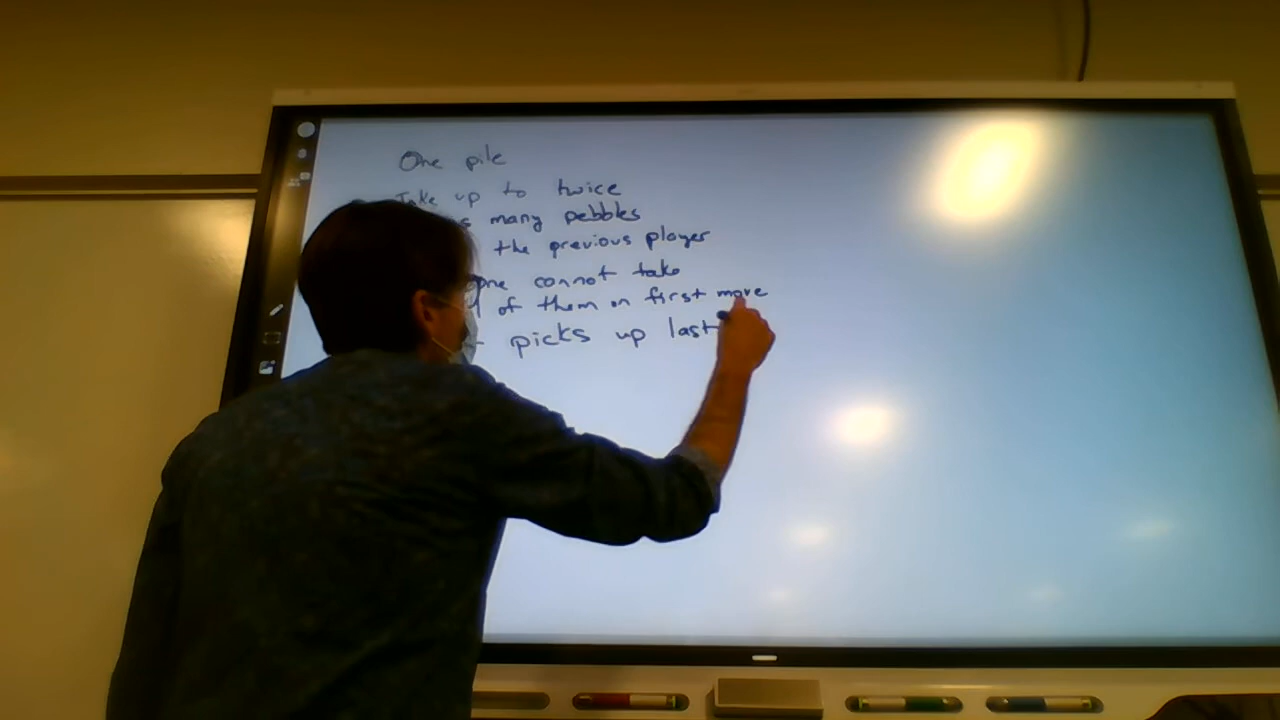 One pile
Take up to twice
many pebbles
the previous player
cannot take
of them on first move
picks up last